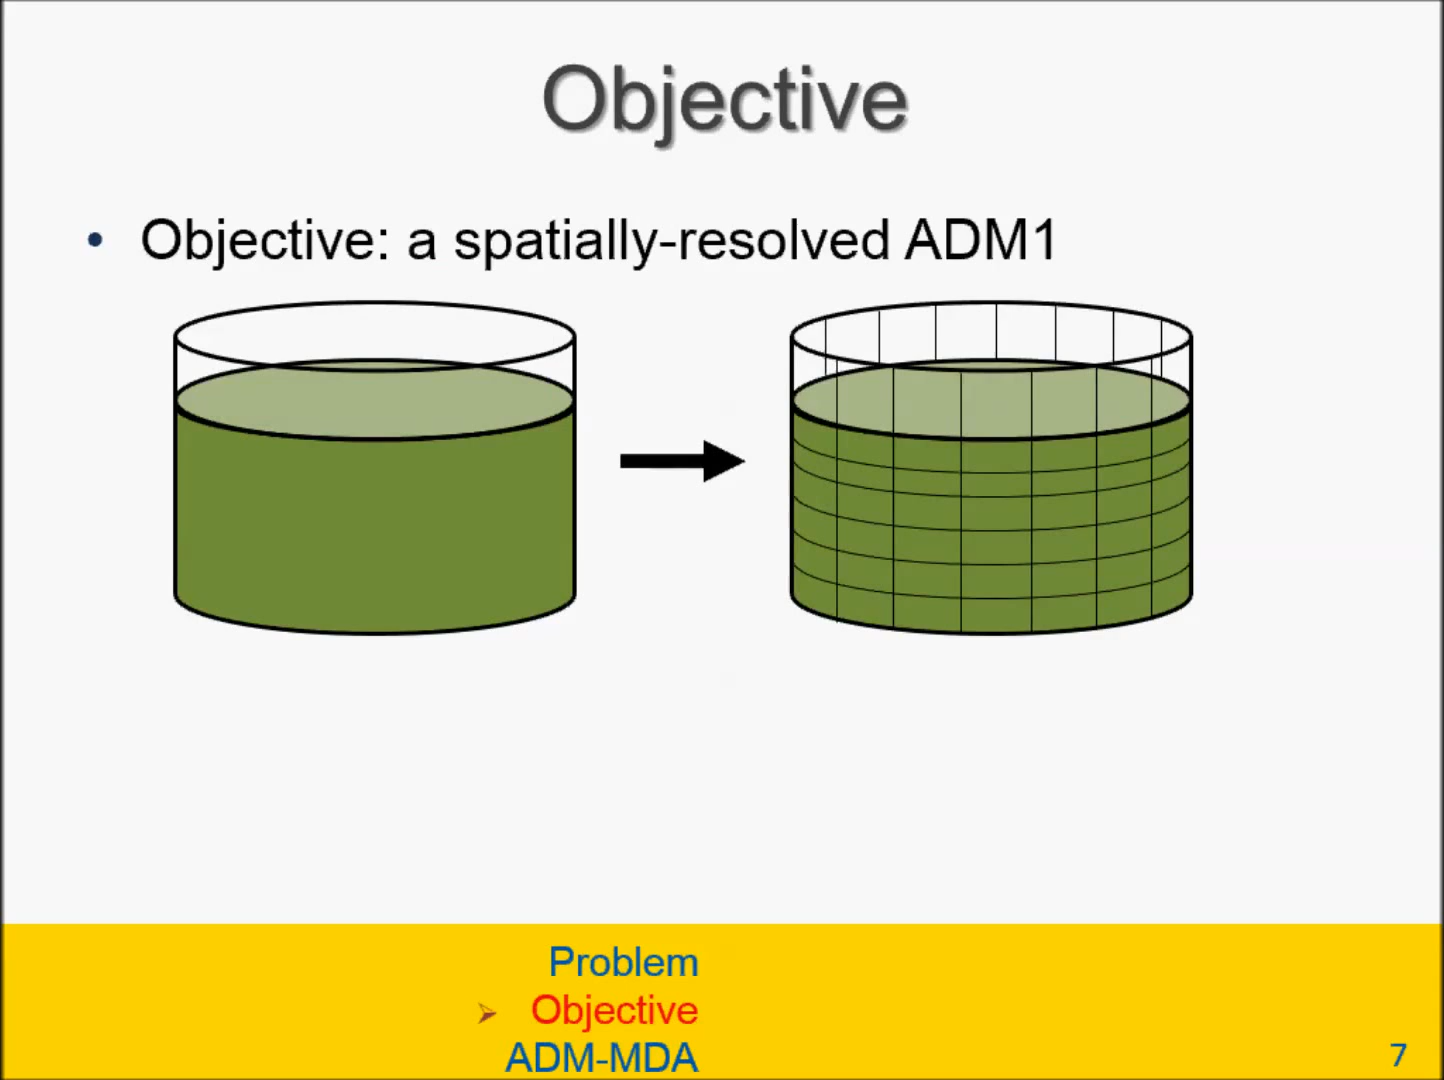 Objective
• Objective: a spatially-resolved ADM1
Problem
➢ Objective
ADM-MDA
7